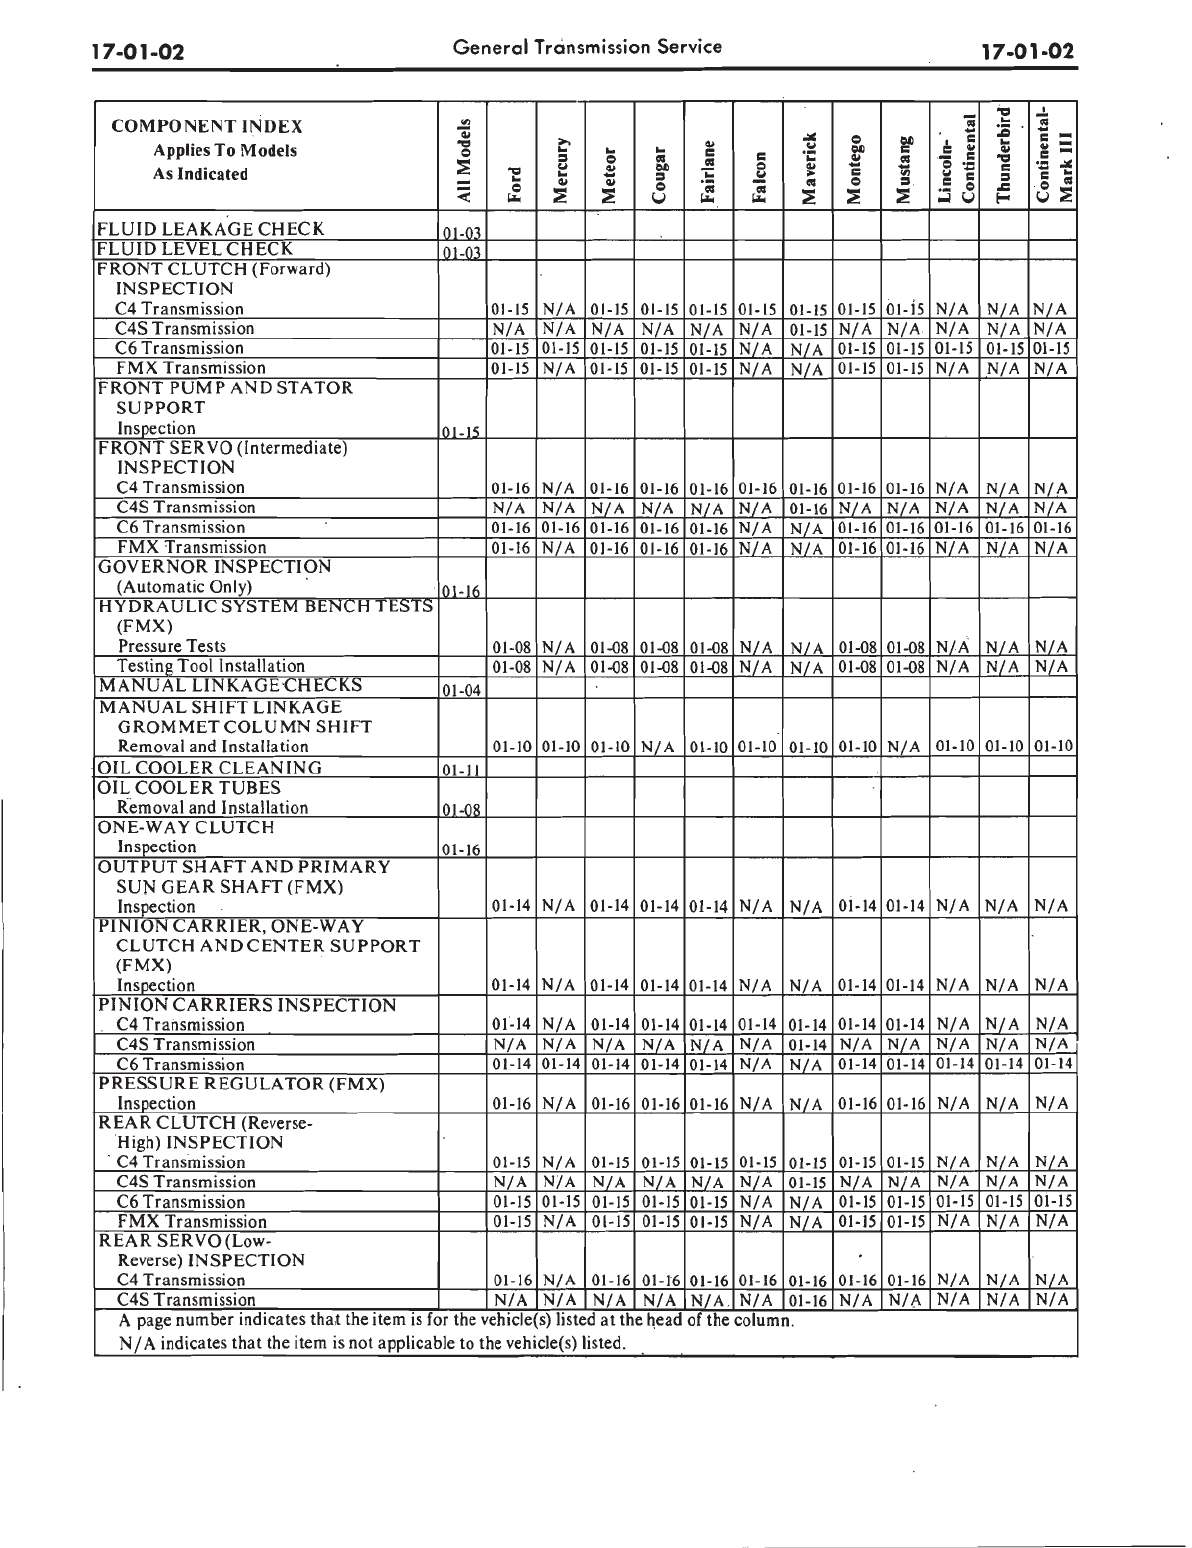 17-01-02 General Transmission Service 17-01-02
COMPONENT INDEX
Applies To Models
As Indicated
All Models
Ford
Mercury
Meteor
Cougar
Fairlane
Falcon
Maverick
Montego
Mustang
Lincoln-
Continental
Thunderbird
Continental-
Mark III
FLUID LEAKAGE CHECK 01-03
FLUID LEVEL CHECK 01-03
FRONT CLUTCH (Forward)
INSPECTION
C4 Transmission 01-15 N/A 01-15 01-15 01-15 01-15 01-15 01-15 01-15 N/A N/A N/A
C4S Transmission N/A N/A N/A N/A N/A N/A 01-15 N/A N/A N/A N/A N/A
C6 Transmission 01-15 01-15 01-15 01-15 01-15 N/A N/A 01-15 01-15 01-15 01-15 01-15
FMX Transmission 01-15 N/A 01-15 01-15 01-15 N/A N/A 01-15 01-15 N/A N/A N/A
FRONT PUMP AND STATOR
SUPPORT
Inspection 01-15
FRONT SERVO (Intermediate)
INSPECTION
C4 Transmission 01-16 N/A 01-16 01-16 01-16 01-16 01-16 01-16 01-16 N/A N/A N/A
C4S Transmission N/A N/A N/A N/A N/A N/A 01-16 N/A N/A N/A N/A N/A
C6 Transmission 01-16 01-16 01-16 01-16 01-16 N/A N/A 01-16 01-16 01-16 01-16 01-16
FMX Transmission 01-16 N/A 01-16 01-16 01-16 N/A N/A 01-16 01-16 N/A N/A N/A
GOVERNOR INSPECTION
(Automatic Only) 01-16
HYDRAULIC SYSTEM BENCH TESTS
(FMX)
Pressure Tests 01-08 N/A 01-08 01-08 01-08 N/A N/A 01-08 01-08 N/A N/A N/A
Testing Tool Installation 01-08 N/A 01-08 01-08 01-08 N/A N/A 01-08 01-08 N/A N/A N/A
MANUAL LINKAGE CHECKS 01-04
MANUAL SHIFT LINKAGE
GROMMET COLUMN SHIFT
Removal and Installation 01-10 01-10 01-10 N/A 01-10 01-10 01-10 01-10 N/A 01-10 01-10 01-10
OIL COOLER CLEANING 01-11
OIL COOLER TUBES
Removal and Installation 01-08
ONE-WAY CLUTCH
Inspection 01-16
OUTPUT SHAFT AND PRIMARY
SUN GEAR SHAFT (FMX)
Inspection 01-14 N/A 01-14 01-14 01-14 N/A N/A 01-14 01-14 N/A N/A N/A
PINION CARRIER, ONE-WAY
CLUTCH AND CENTER SUPPORT
(FMX)
Inspection 01-14 N/A 01-14 01-14 01-14 N/A N/A 01-14 01-14 N/A N/A N/A
PINION CARRIERS INSPECTION
C4 Transmission 01-14 N/A 01-14 01-14 01-14 01-14 01-14 01-14 01-14 N/A N/A N/A
C4S Transmission N/A N/A N/A N/A N/A N/A 01-14 N/A N/A N/A N/A N/A
C6 Transmission 01-14 01-14 01-14 01-14 01-14 N/A N/A 01-14 01-14 01-14 01-14 01-14
PRESSURE REGULATOR (FMX)
Inspection 01-16 N/A 01-16 01-16 01-16 N/A N/A 01-16 01-16 N/A N/A N/A
REAR CLUTCH (Reverse-
High) INSPECTION
C4 Transmission 01-15 N/A 01-15 01-15 01-15 01-15 01-15 01-15 01-15 N/A N/A N/A
C4S Transmission N/A N/A N/A N/A N/A N/A 01-15 N/A N/A N/A N/A N/A
C6 Transmission 01-15 01-15 01-15 01-15 01-15 N/A N/A 01-15 01-15 01-15 01-15 01-15
FMX Transmission 01-15 N/A 01-15 01-15 01-15 N/A N/A 01-15 01-15 N/A N/A N/A
REAR SERVO (Low-
Reverse) INSPECTION
C4 Transmission 01-16 N/A 01-16 01-16 01-16 01-16 01-16 01-16 01-16 N/A N/A N/A
C4S Transmission N/A N/A N/A N/A N/A N/A 01-16 N/A N/A N/A N/A N/A
A page number indicates that the item is for the vehicle(s) listed at the head of the column.
N/A indicates that the item is not applicable to the vehicle(s) listed.